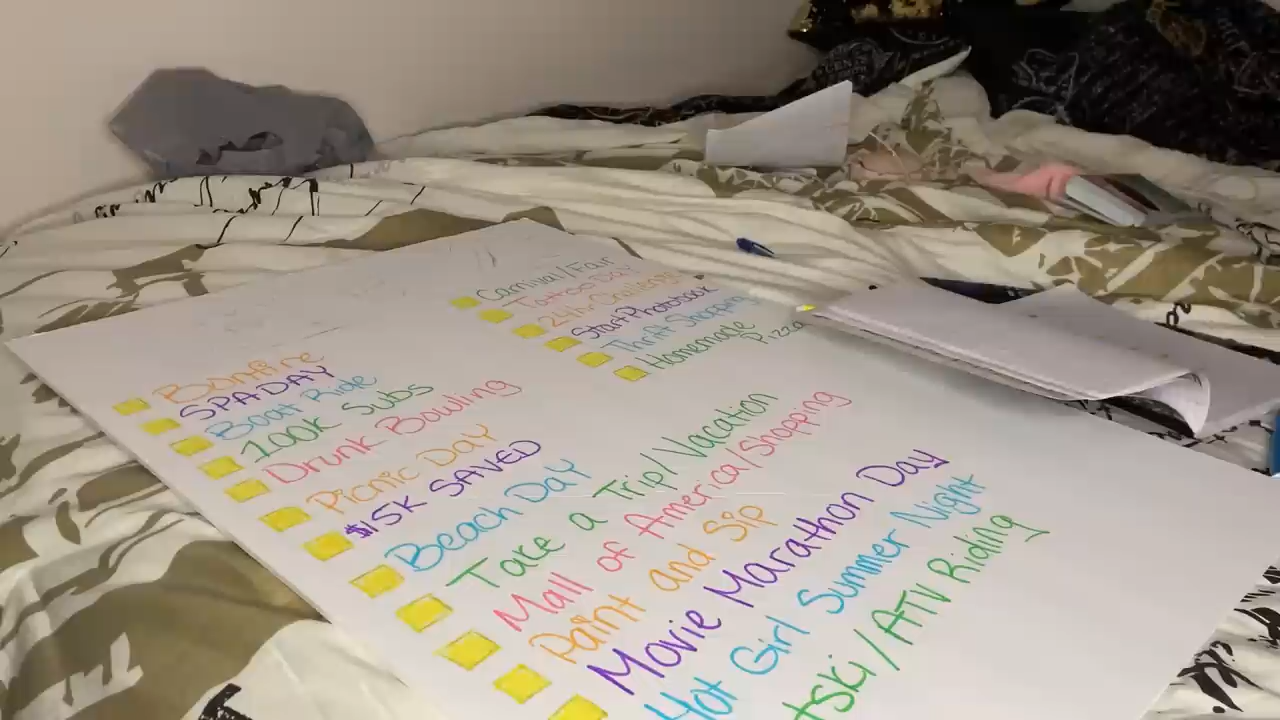 Bonfire
SPA DAY
Boat Ride
100K Subs
Drunk Bowling
Picnic DAY
$15K SAVED
Beach DAY
Take a Trip/Vacation
Mall of America/Shopping
Paint and Sip
Movie Marathon Day
Hot Girl Summer Night
tski/ATV Riding
Carnival/Fair
Tattoo Day
24hr Challenge
Start Photobook
Thrift Shopping
Homemade
Pizza